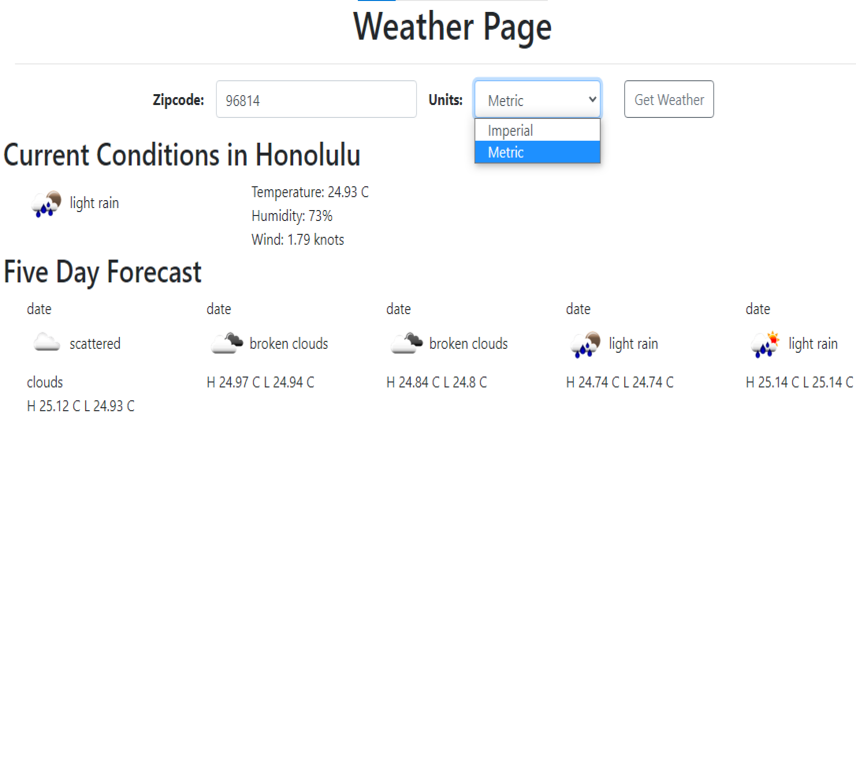 Weather Page
Zipcode: 96814 Units: Metric Get Weather
Imperial
Metric
Current Conditions in Honolulu
light rain
Temperature: 24.93 C
Humidity: 73%
Wind: 1.79 knots
Five Day Forecast
date date date date date
scattered broken clouds broken clouds light rain light rain
clouds H 24.97 C L 24.94 C H 24.84 C L 24.8 C H 24.74 C L 24.74 C H 25.14 C L 25.14 C
H 25.12 C L 24.93 C